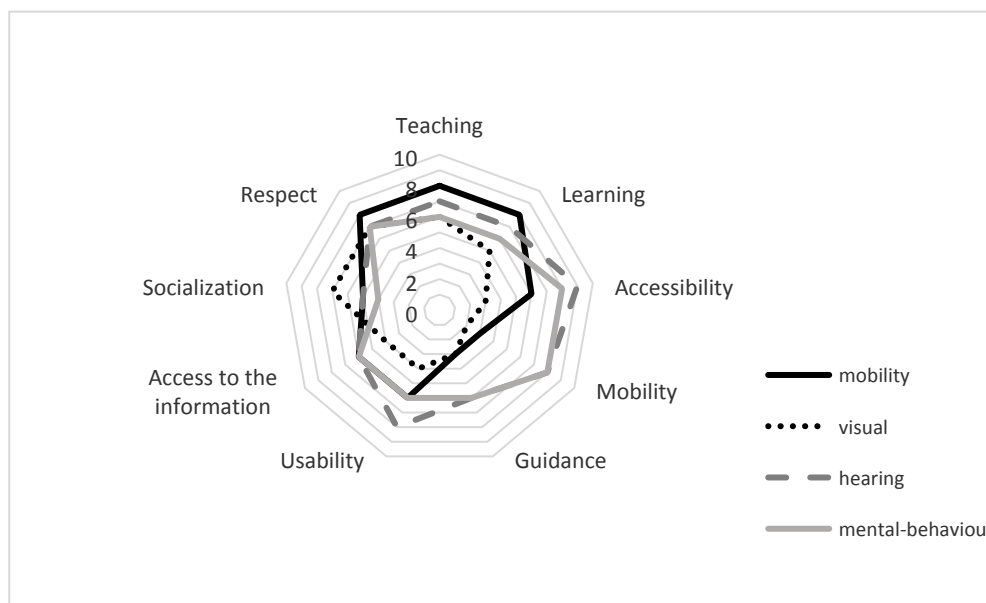 Teaching
10
8
6
4
2
0
Respect
Learning
Socialization
Accessibility
Access to the
information
Mobility
Usability
Guidance
mobility
visual
hearing
mental-behaviou